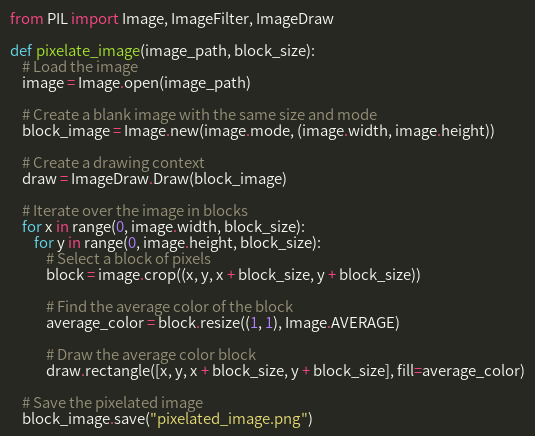 from PIL import Image, ImageFilter, ImageDraw

def pixelate_image(image_path, block_size):
    # Load the image
    image = Image.open(image_path)

    # Create a blank image with the same size and mode
    block_image = Image.new(image.mode, (image.width, image.height))

    # Create a drawing context
    draw = ImageDraw.Draw(block_image)

    # Iterate over the image in blocks
    for x in range(0, image.width, block_size):
        for y in range(0, image.height, block_size):
            # Select a block of pixels
            block = image.crop((x, y, x + block_size, y + block_size))

            # Find the average color of the block
            average_color = block.resize((1, 1), Image.AVERAGE)

            # Draw the average color block
            draw.rectangle([x, y, x + block_size, y + block_size], fill=average_color)

    # Save the pixelated image
    block_image.save("pixelated_image.png")